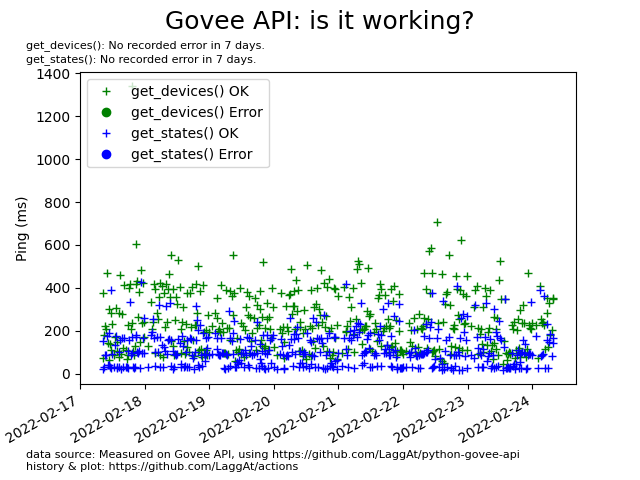 Govee API: is it working?
get_devices(): No recorded error in 7 days.
get_states(): No recorded error in 7 days.
1400
1200
1000
800
600
400
200
0
Ping (ms)
get_devices() OK
get_devices() Error
get_states() OK
get_states() Error
2022-02-17
2022-02-18
2022-02-19
2022-02-20
2022-02-21
2022-02-22
2022-02-23
2022-02-24
data source: Measured on Govee API, using https://github.com/LaggAt/python-govee-api
history & plot: https://github.com/LaggAt/actions